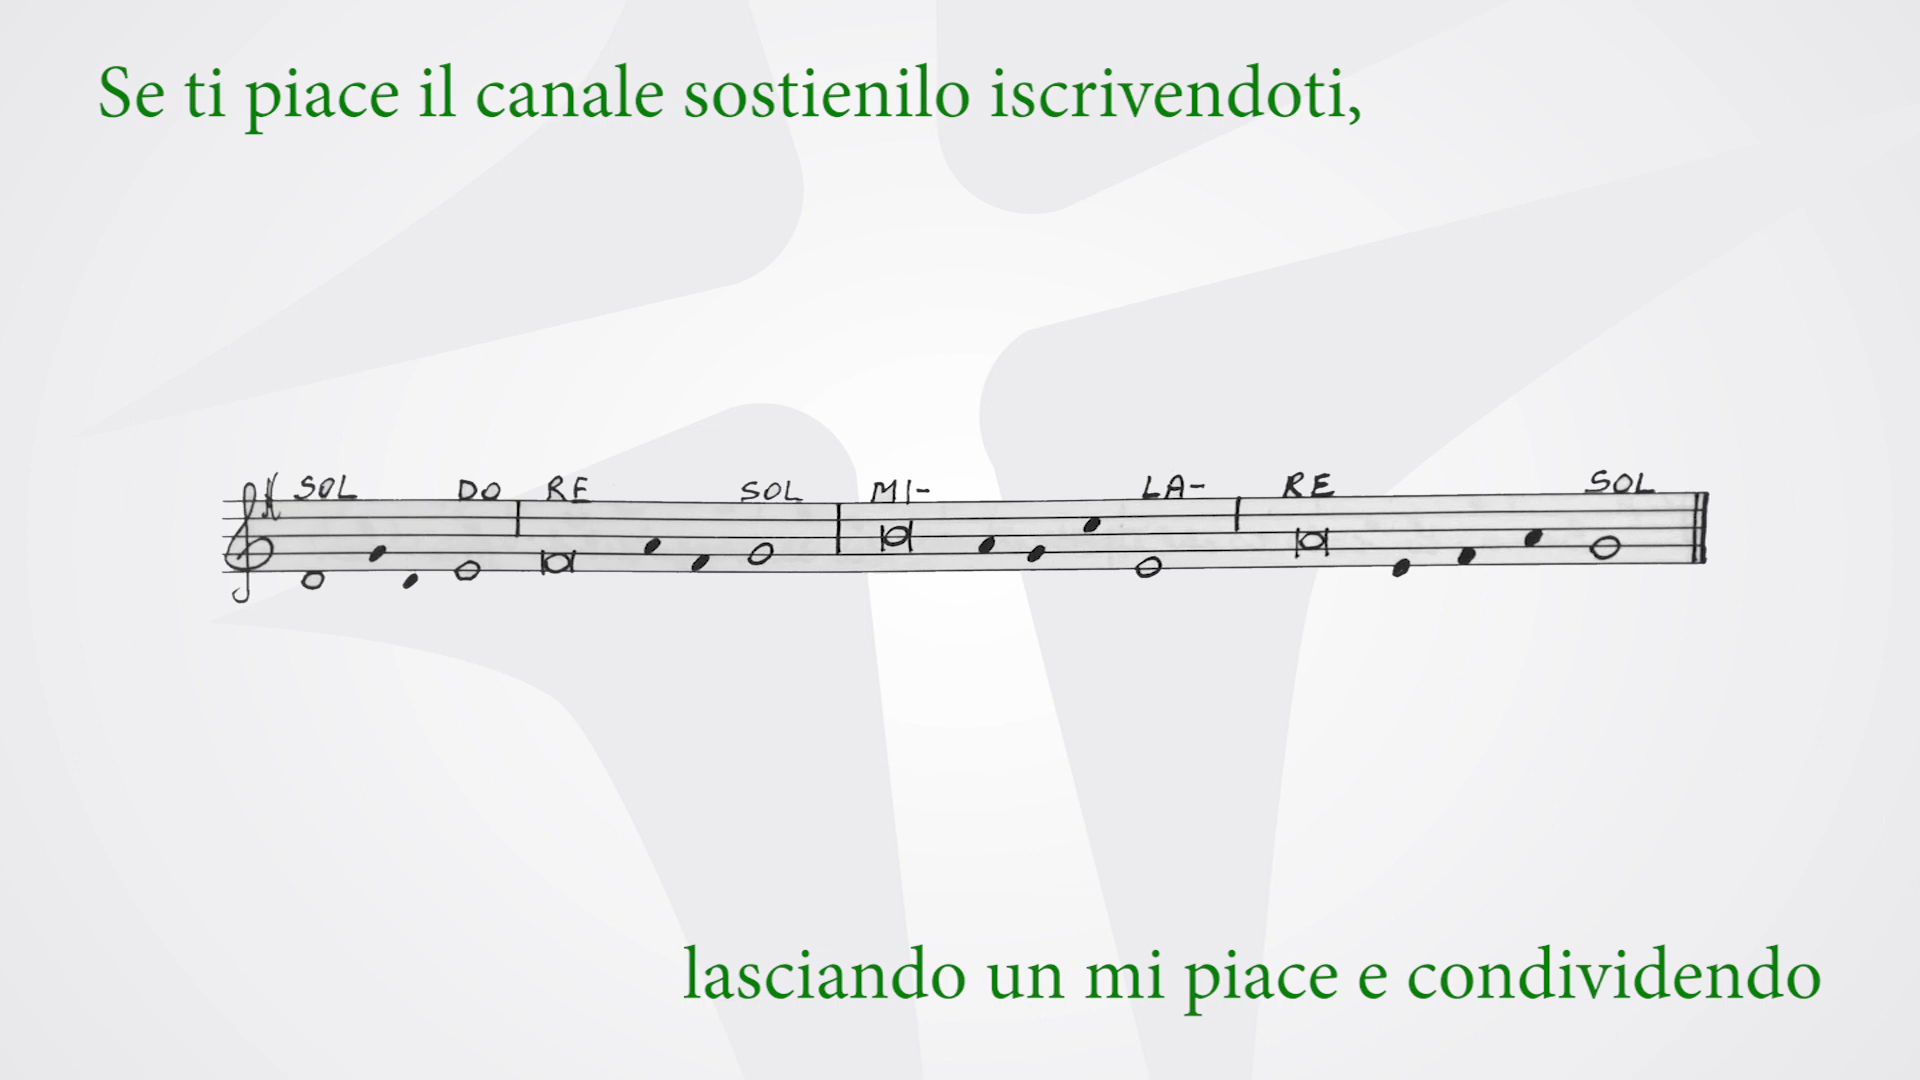 Se ti piace il canale sostienilo iscrivendoti,
SOL DO RE SOL MI- LA- RE SOL
lasciando un mi piace e condividendo